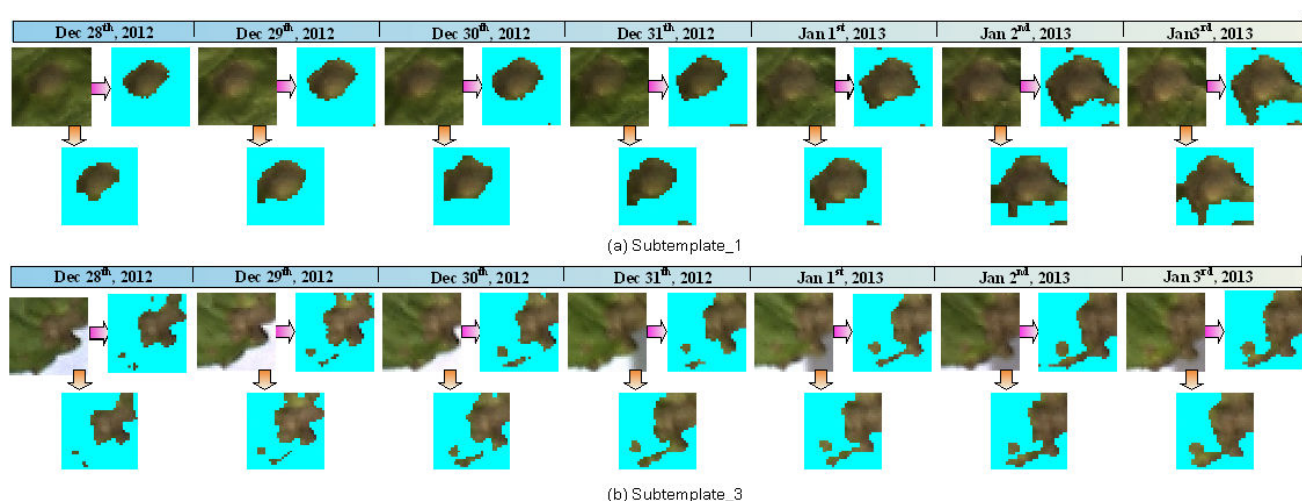 Dec 28th, 2012 Dec 29th, 2012 Dec 30th, 2012 Dec 31th, 2012 Jan 1st, 2013 Jan 2nd, 2013 Jan3rd, 2013
(a) Subtemplate_1
Dec 28th, 2012 Dec 29th, 2012 Dec 30th, 2012 Dec 31th, 2012 Jan 1st, 2013 Jan 2nd, 2013 Jan 3rd, 2013
(b) Subtemplate_3